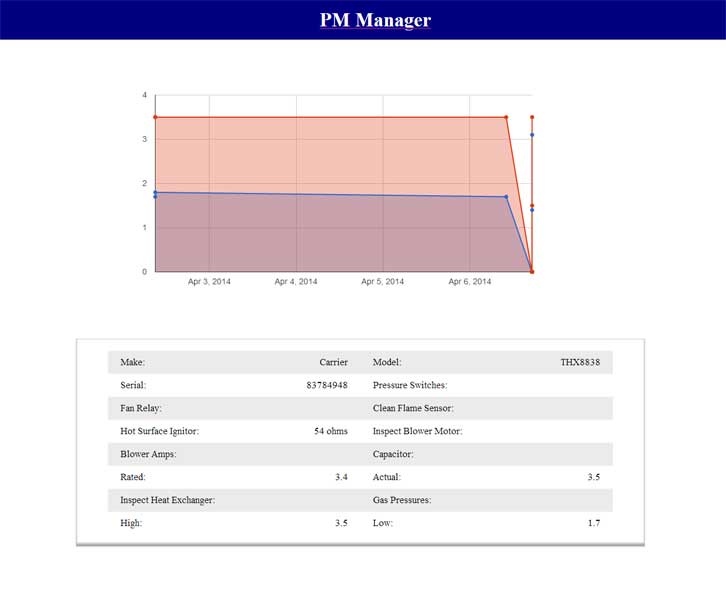 PM Manager
4
3
2
1
0
Apr 3, 2014 Apr 4, 2014 Apr 5, 2014 Apr 6, 2014
Make: Carrier Model: THX8838
Serial: 83784948 Pressure Switches:
Fan Relay: Clean Flame Sensor:
Hot Surface Ignitor: 54 ohms Inspect Blower Motor:
Blower Amps: Capacitor:
Rated: 3.4 Actual: 3.5
Inspect Heat Exchanger: Gas Pressures:
High: 3.5 Low: 1.7